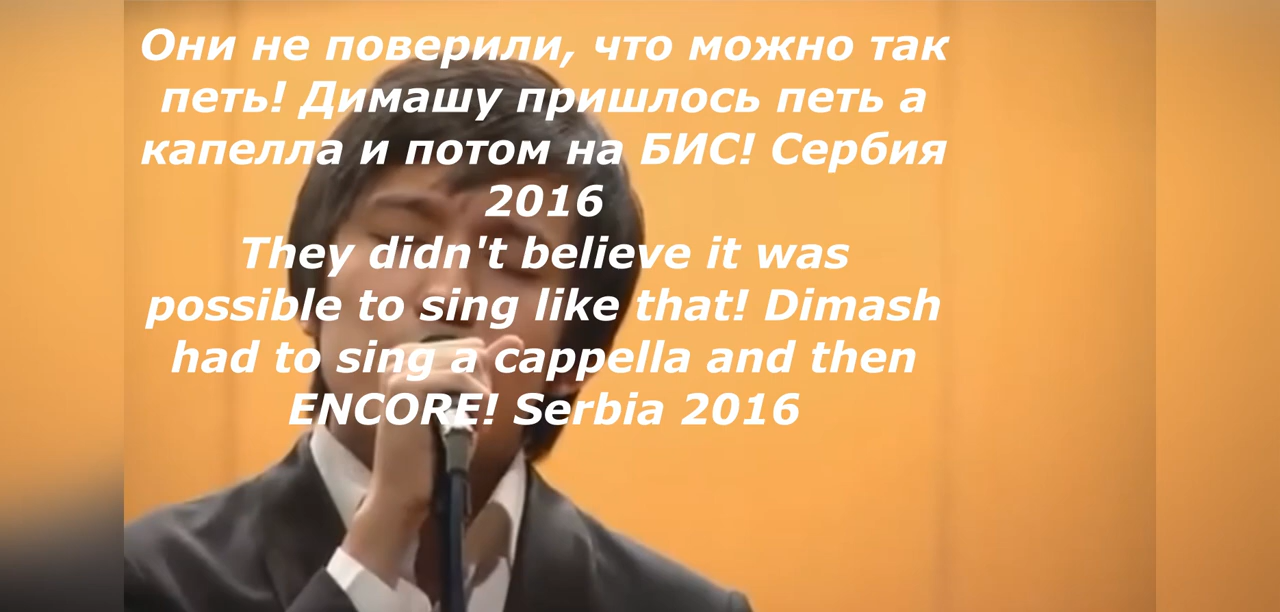 Они не поверили, что можно так
петь! Димашу пришлось петь а
капелла и потом на БИС! Сербия
2016
They didn't believe it was
possible to sing like that! Dimash
had to sing a cappella and then
ENCORE! Serbia 2016